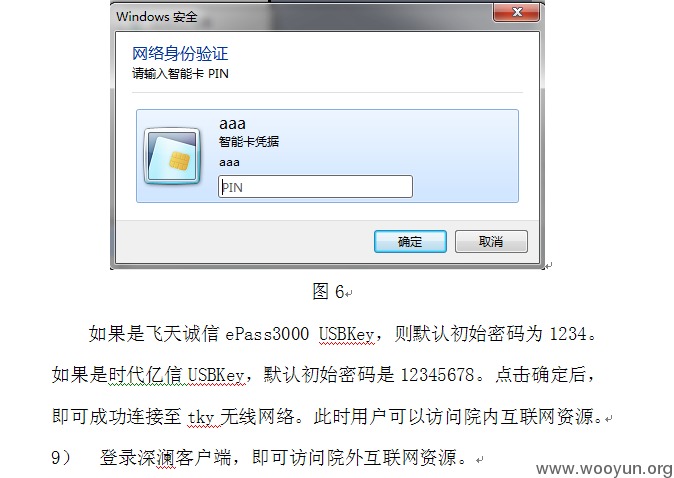 Windows 安全
网络身份验证
请输入智能卡 PIN
aaa
智能卡凭据
aaa
PIN
确定 取消
图 6
如果是飞天诚信 ePass3000 USBKey，则默认初始密码为 1234。
如果是时代亿信 USBKey，默认初始密码是 12345678。点击确定后，
即可成功连接至 tky 无线网络。此时用户可以访问院内互联网资源。
9） 登录深澜客户端，即可访问院外互联网资源。
www.wooyun.org